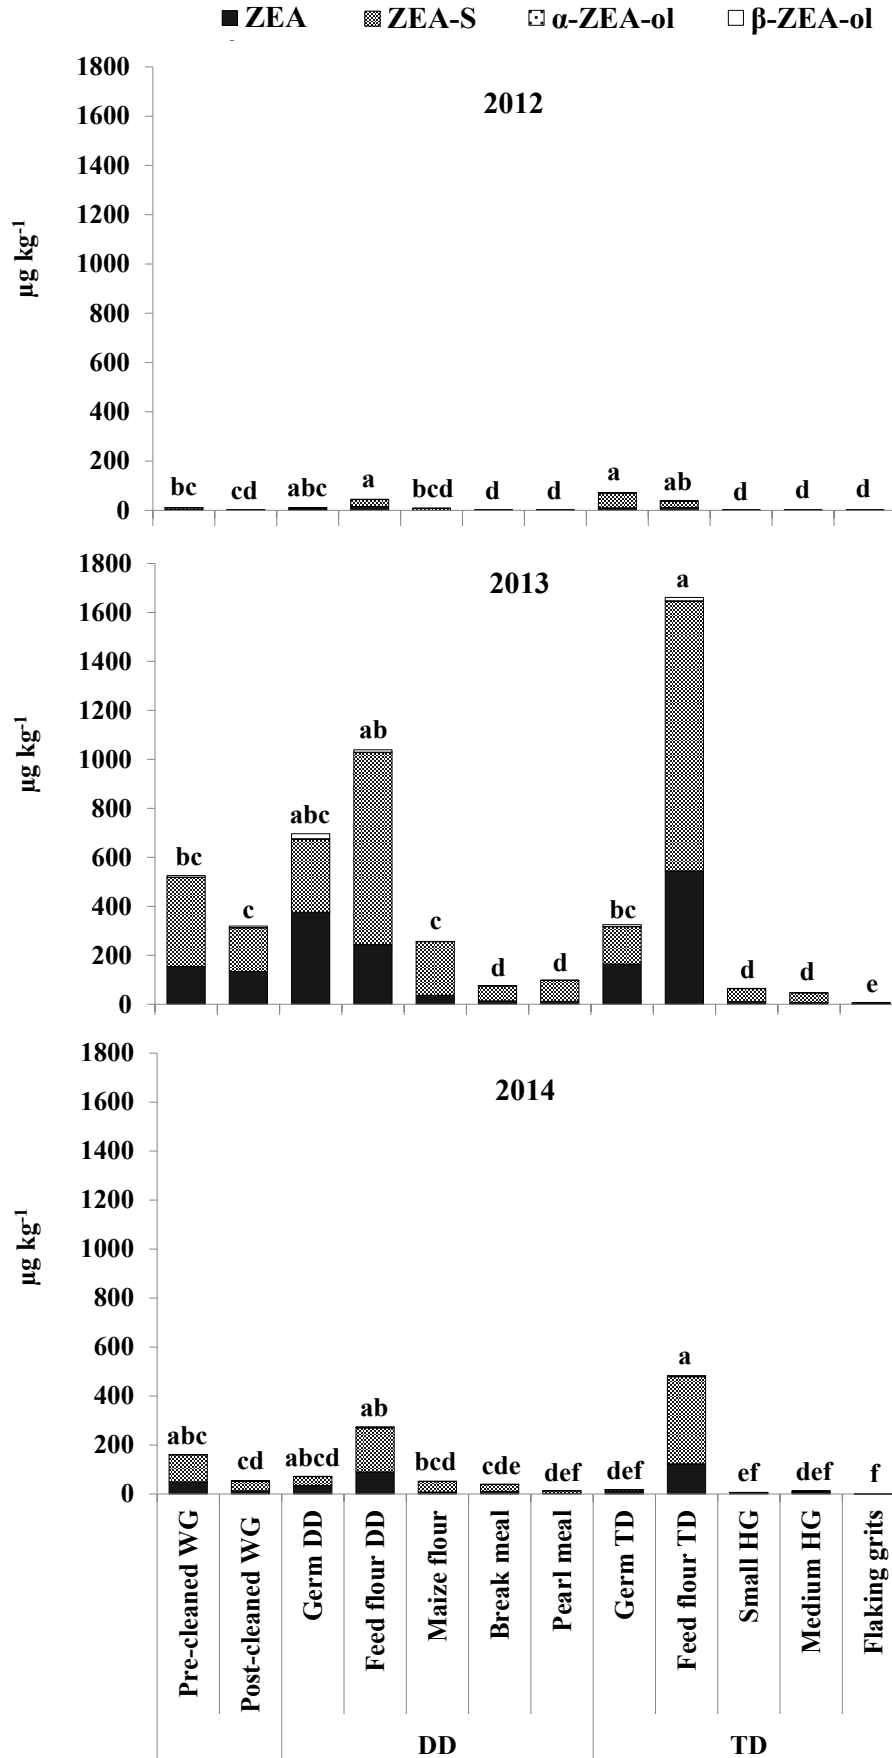 ZEA ZEA-S α-ZEA-ol β-ZEA-ol
2012
µg kg-1
1800
1600
1400
1200
1000
800
600
400
200
0
bc cd abc a bcd d d a ab d d d
2013
µg kg-1
1800
1600
1400
1200
1000
800
600
400
200
0
bc c abc ab c d d bc a d d e
2014
µg kg-1
1800
1600
1400
1200
1000
800
600
400
200
0
abc cd abcd ab bcd cde def def a ef def f
Pre-cleaned WG
Post-cleaned WG
Germ DD
Feed flour DD
Maize flour
Break meal
Pearl meal
Germ TD
Feed flour TD
Small HG
Medium HG
Flaking grits
DD TD